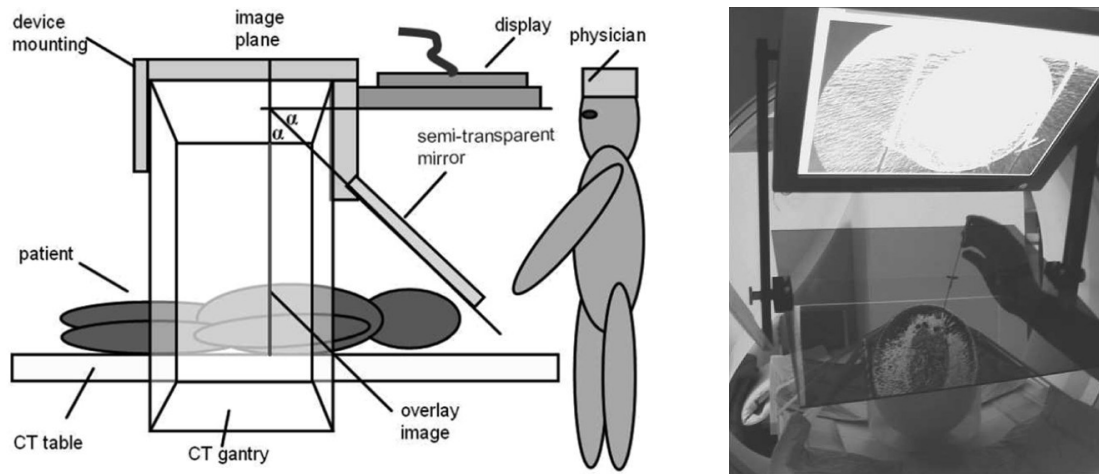 device
mounting
image
plane
display
physician
α
α
semi-transparent
mirror
patient
CT table
CT gantry
overlay
image